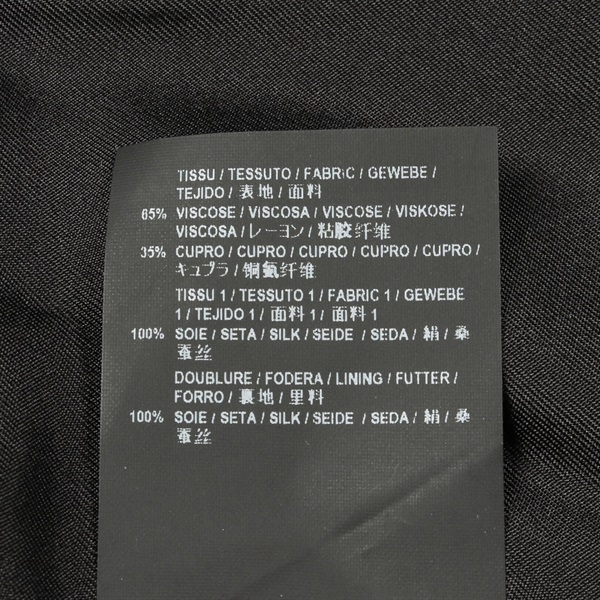 TISSU / TESSUTO / FABRIC / GEWEBE /
TEJIDO / 表地 / 面料
65% VISCOSE / VISCOSA / VISCOSE / VISKOSE /
VISCOSA / レーヨン / 粘胶纤维
35% CUPRO / CUPRO / CUPRO / CUPRO / CUPRO /
キュプラ / 铜氨纤维
TISSU 1 / TESSUTO 1 / FABRIC 1 / GEWEBE
1 / TEJIDO 1 / 面料 1 / 面料 1
100% SOIE / SETA / SILK / SEIDE / SEDA / 絹 / 桑
蚕丝
DOUBLURE / FODERA / LINING / FUTTER /
FORRO / 裏地 / 里料
100% SOIE / SETA / SILK / SEIDE / SEDA / 絹 / 桑
蚕丝